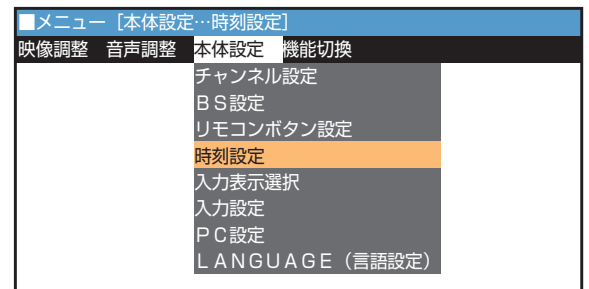 ■メニュー［本体設定…時刻設定］
映像調整 音声調整 本体設定 機能切換
チャンネル設定
ＢＳ設定
リモコンボタン設定
時刻設定
入力表示選択
入力設定
ＰＣ設定
ＬＡＮＧＵＡＧＥ（言語設定）